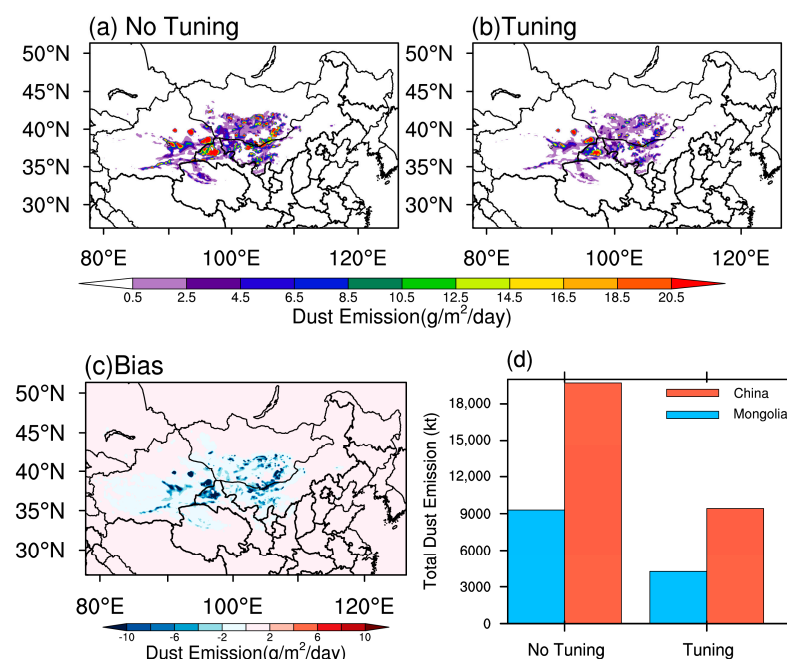 (a) No Tuning
(b)Tuning
50°N
45°N
40°N
35°N
30°N
80°E 100°E 120°E
50°N
45°N
40°N
35°N
30°N
80°E 100°E 120°E
0.5 2.5 4.5 6.5 8.5 10.5 12.5 14.5 16.5 18.5 20.5
Dust Emission(g/m²/day)
(c)Bias
50°N
45°N
40°N
35°N
30°N
80°E 100°E 120°E
-10 -6 -2 2 6 10
Dust Emission(g/m²/day)
(d)
Total Dust Emission (kt)
18,000
15,000
12,000
9000
6000
3000
0
China
Mongolia
No Tuning Tuning